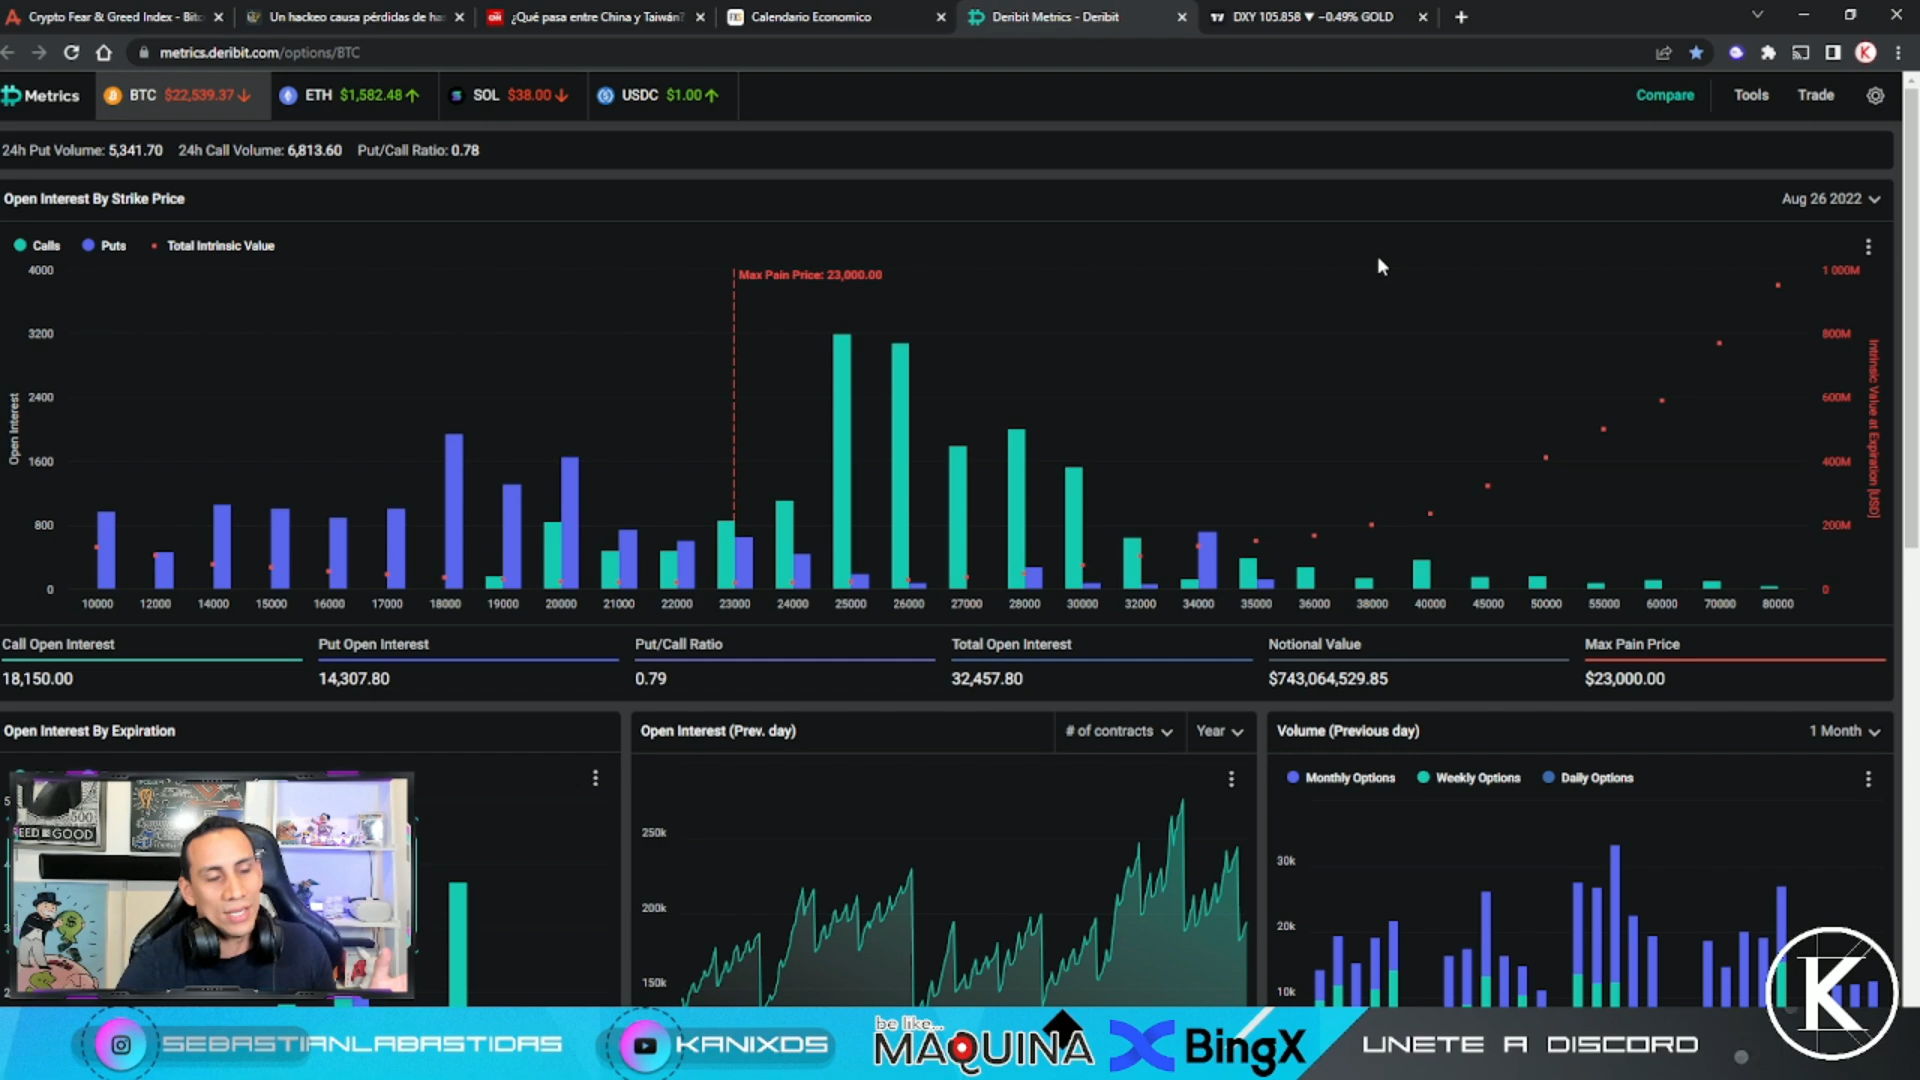 Crypto Fear & Greed Index - Bitc
Un hackeo causa pérdidas de ha
¿Qué pasa entre China y Taiwán?
Calendario Economico
Deribit Metrics - Deribit
DXY 105.858 ▼ −0.49% GOLD
metrics.deribit.com/options/BTC
Metrics
BTC $22,539.37
ETH $1,582.48
SOL $38.00
USDC $1.00
Compare
Tools
Trade
24h Put Volume: 5,341.70 24h Call Volume: 6,813.60 Put/Call Ratio: 0.78
Open Interest By Strike Price
Aug 26 2022
Calls Puts Total Intrinsic Value
Max Pain Price: 23,000.00
4000
3200
2400
1600
800
0
Open Interest
1 000M
800M
600M
400M
200M
0
Intrinsic Value at Expiration [USD]
10000 12000 14000 15000 16000 17000 18000 19000 20000 21000 22000 23000 24000 25000 26000 27000 28000 30000 32000 34000 35000 36000 38000 40000 45000 50000 55000 60000 70000 80000
Call Open Interest
18,150.00
Put Open Interest
14,307.80
Put/Call Ratio
0.79
Total Open Interest
32,457.80
Notional Value
$743,064,529.85
Max Pain Price
$23,000.00
Open Interest By Expiration
Open Interest (Prev. day)
# of contracts
Year
250k
200k
150k
Volume (Previous day)
1 Month
Monthly Options Weekly Options Daily Options
30k
20k
10k
500
REED IS GOOD
K
SEBASTIANLABASTIDAS
KANIXDS
be like...
MAQUINA
BingX
UNETE A DISCORD